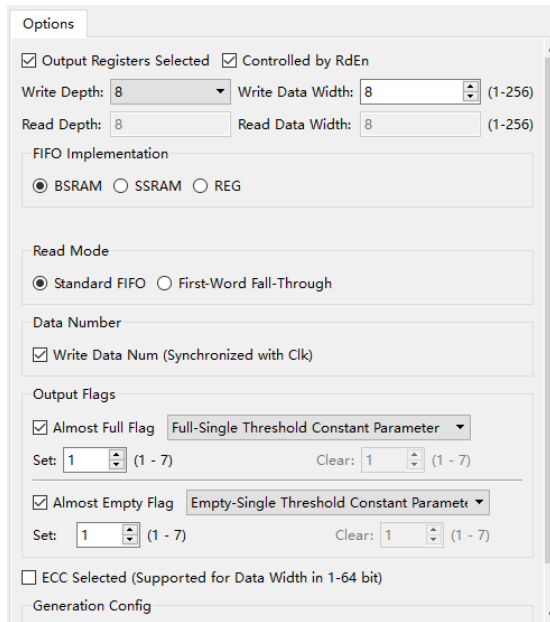 Options
Output Registers Selected Controlled by RdEn
Write Depth: 8 Write Data Width: 8 (1-256)
Read Depth: 8 Read Data Width: 8 (1-256)
FIFO Implementation
BSRAM SSRAM REG
Read Mode
Standard FIFO First-Word Fall-Through
Data Number
Write Data Num (Synchronized with Clk)
Output Flags
Almost Full Flag Full-Single Threshold Constant Parameter
Set: 1 (1 - 7) Clear: 1 (1 - 7)
Almost Empty Flag Empty-Single Threshold Constant Paramete
Set: 1 (1 - 7) Clear: 1 (1 - 7)
ECC Selected (Supported for Data Width in 1-64 bit)
Generation Config